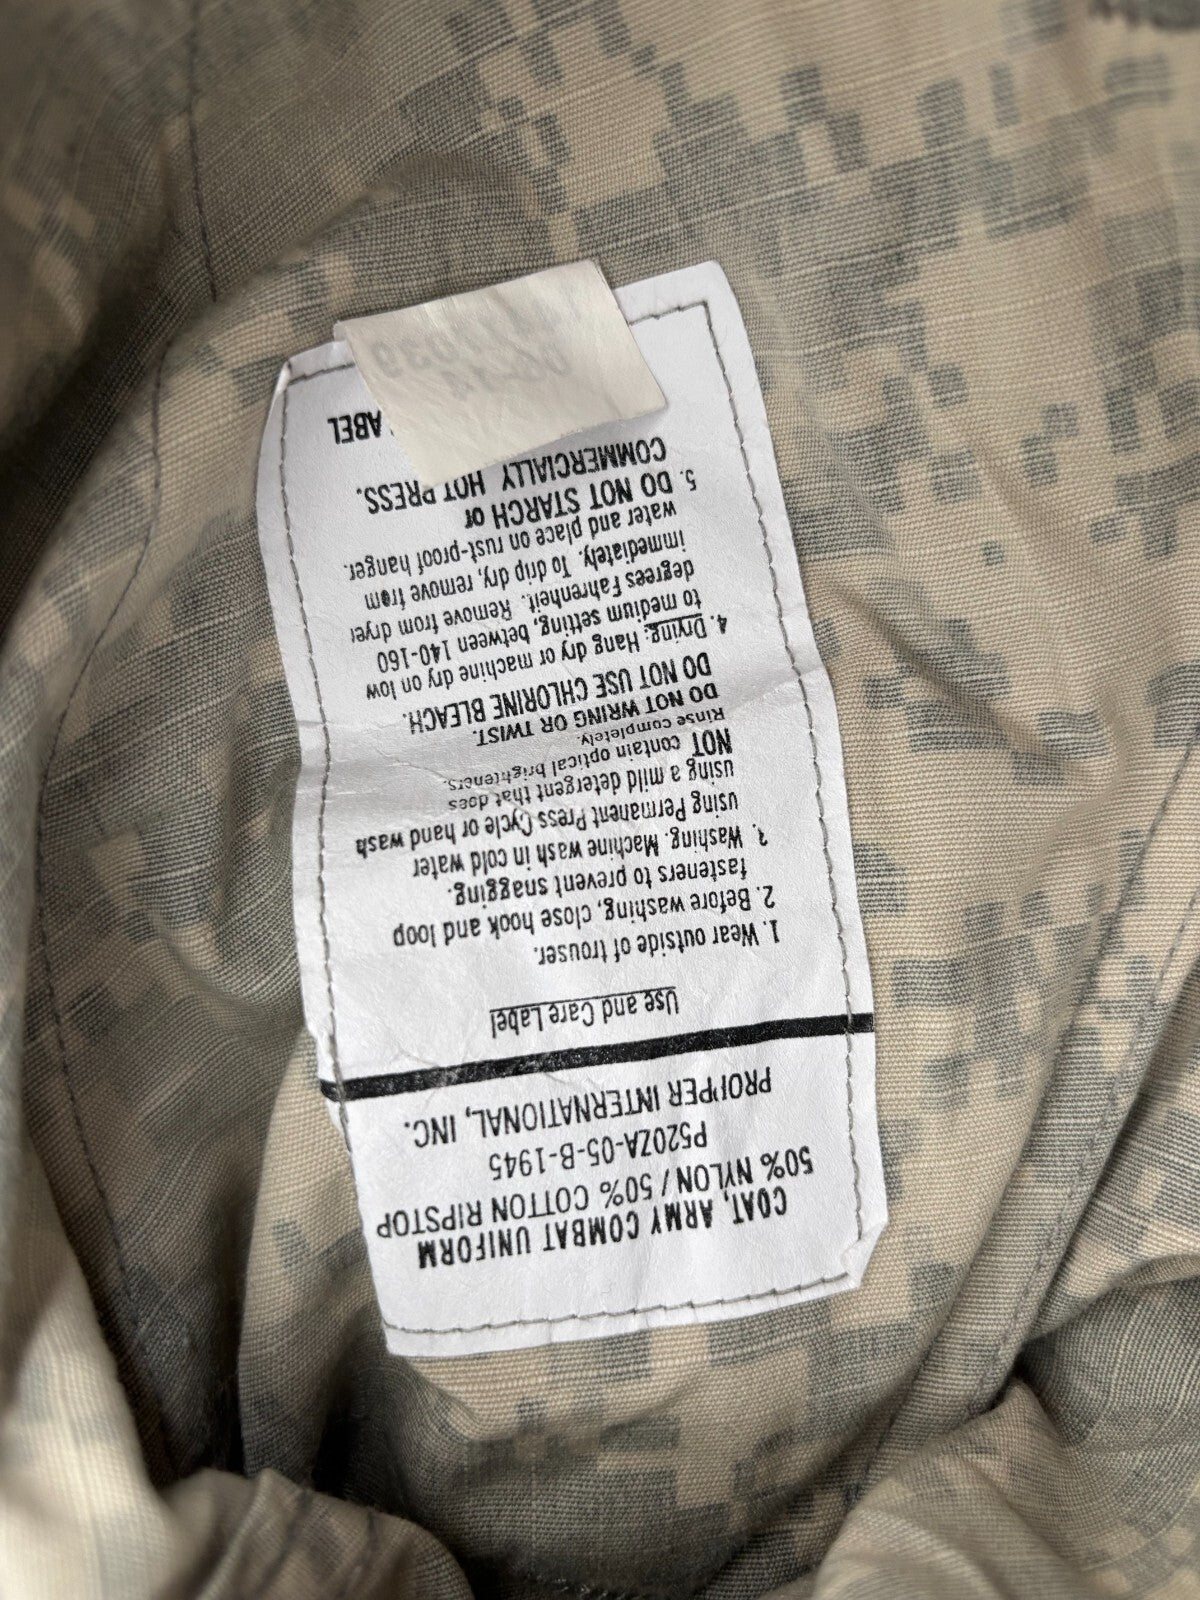 COAT, ARMY COMBAT UNIFORM
50% NYLON / 50% COTTON RIPSTOP
P520ZA-05-B-1945
PROPPER INTERNATIONAL, INC.
Use and Care Label
1. Wear outside of trouser.
2. Before washing, close hook and loop
fasteners to prevent snagging.
3. Washing. Machine wash in cold water
using Permanent Press Cycle or hand wash
using a mild detergent that does
NOT contain optical brighteners.
Rinse completely.
DO NOT WRING OR TWIST.
DO NOT USE CHLORINE BLEACH.
4. Drying: Hang dry or machine dry on low
to medium setting, between 140-160
degrees Fahrenheit. Remove from dryer
immediately. To drip dry, remove from
water and place on rust-proof hanger.
5. DO NOT STARCH or
COMMERCIALLY HOT PRESS.
LABEL